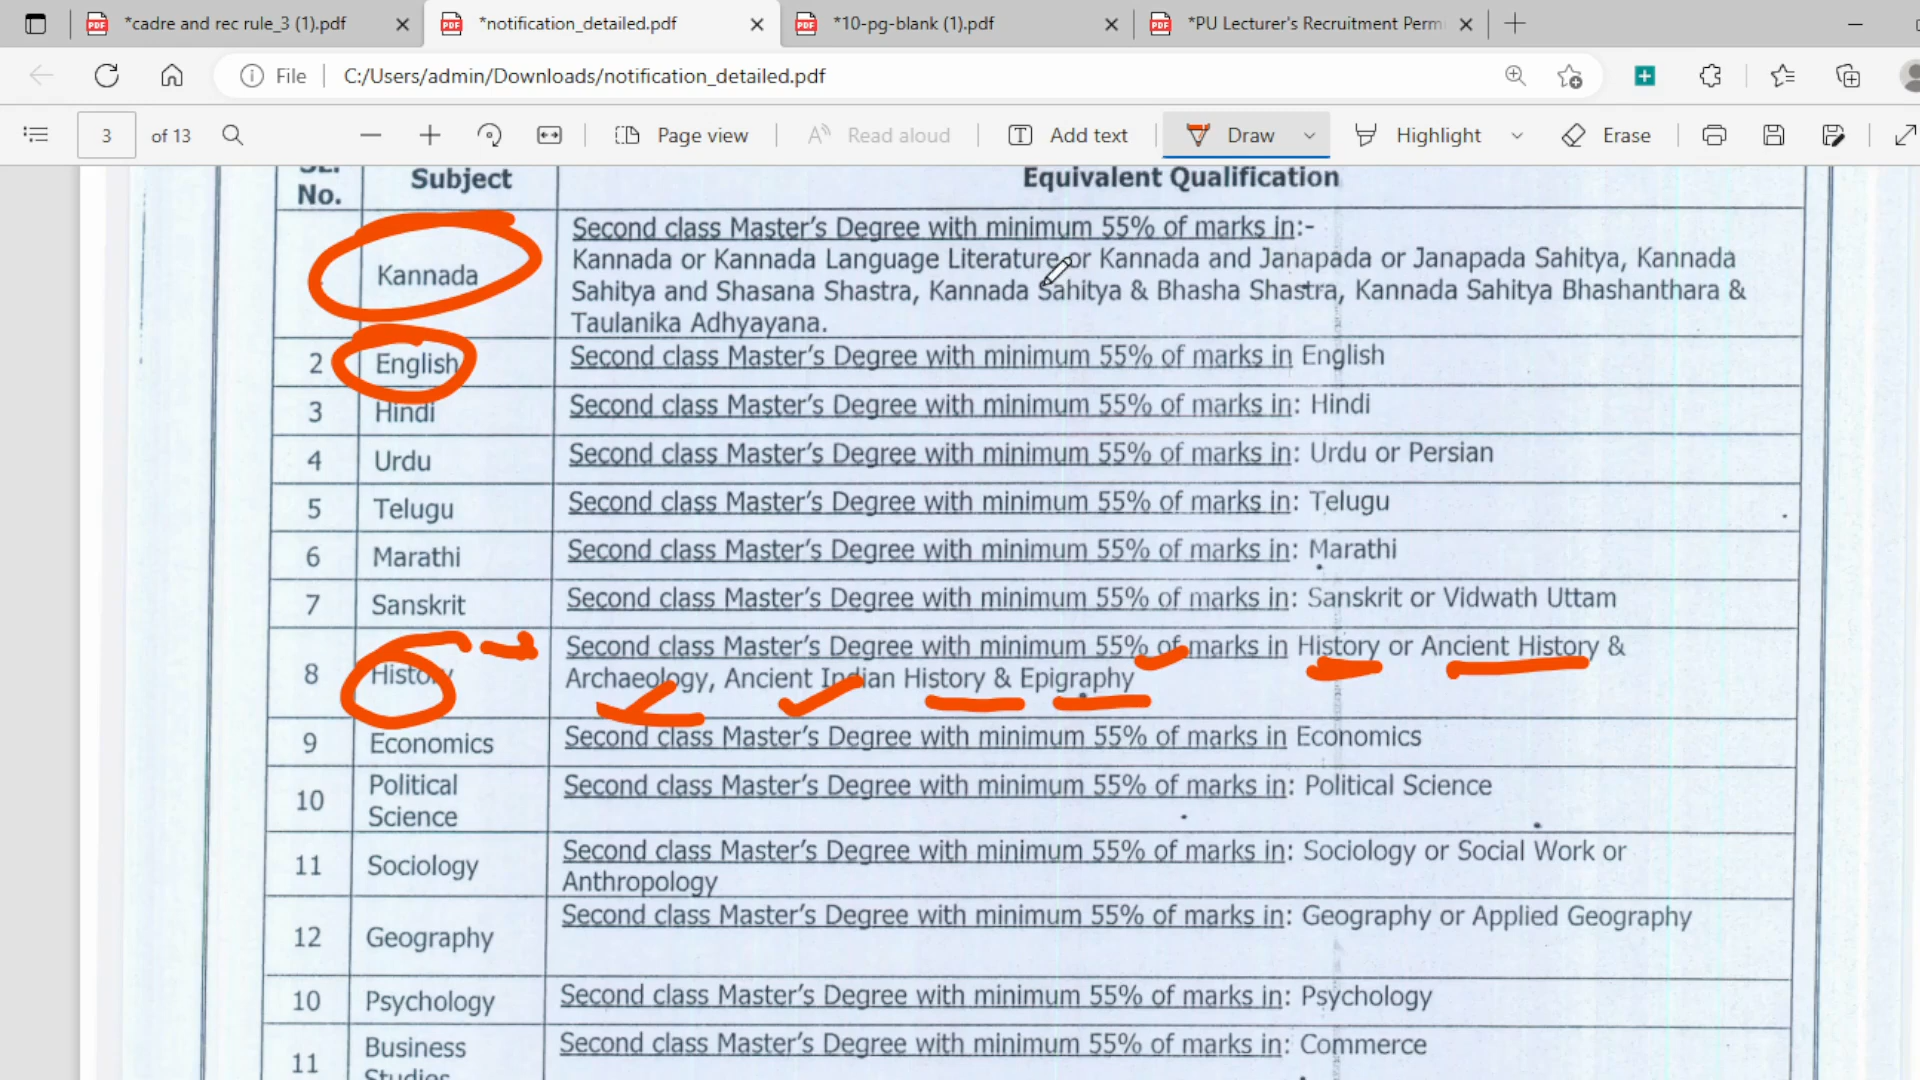 *cadre and rec rule_3 (1).pdf
*notification_detailed.pdf
*10-pg-blank (1).pdf
*PU Lecturer's Recruitment Perm
File
C:/Users/admin/Downloads/notification_detailed.pdf
3 of 13
Page view
Read aloud
Add text
Draw
Highlight
Erase
SL. No. Subject Equivalent Qualification
Kannada
Second class Master's Degree with minimum 55% of marks in:-
Kannada or Kannada Language Literature or Kannada and Janapada or Janapada Sahitya, Kannada
Sahitya and Shasana Shastra, Kannada Sahitya & Bhasha Shastra, Kannada Sahitya Bhashanthara &
Taulanika Adhyayana.
2 English Second class Master's Degree with minimum 55% of marks in English
3 Hindi Second class Master's Degree with minimum 55% of marks in: Hindi
4 Urdu Second class Master's Degree with minimum 55% of marks in: Urdu or Persian
5 Telugu Second class Master's Degree with minimum 55% of marks in: Telugu
6 Marathi Second class Master's Degree with minimum 55% of marks in: Marathi
7 Sanskrit Second class Master's Degree with minimum 55% of marks in: Sanskrit or Vidwath Uttam
8 History Second class Master's Degree with minimum 55% of marks in History or Ancient History &
Archaeology, Ancient Indian History & Epigraphy
9 Economics Second class Master's Degree with minimum 55% of marks in Economics
10 Political Science Second class Master's Degree with minimum 55% of marks in: Political Science
11 Sociology Second class Master's Degree with minimum 55% of marks in: Sociology or Social Work or
Anthropology
12 Geography Second class Master's Degree with minimum 55% of marks in: Geography or Applied Geography
10 Psychology Second class Master's Degree with minimum 55% of marks in: Psychology
11 Business Studies Second class Master's Degree with minimum 55% of marks in: Commerce